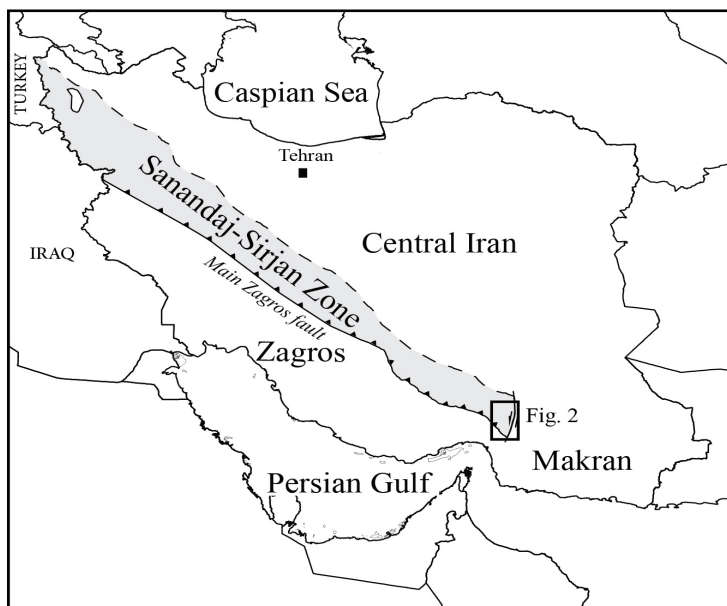 TURKEY
Caspian Sea
Tehran
Sanandaj-Sirjan Zone
Central Iran
IRAQ
Main Zagros fault
Zagros
Fig. 2
Makran
Persian Gulf